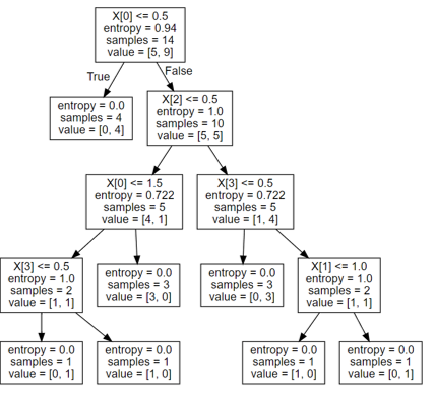 X[0] <= 0.5
entropy = 0.94
samples = 14
value = [5, 9]
True
False
entropy = 0.0
samples = 4
value = [0, 4]
X[2] <= 0.5
entropy = 1.0
samples = 10
value = [5, 5]
X[0] <= 1.5
entropy = 0.722
samples = 5
value = [4, 1]
X[3] <= 0.5
entropy = 0.722
samples = 5
value = [1, 4]
X[3] <= 0.5
entropy = 1.0
samples = 2
value = [1, 1]
entropy = 0.0
samples = 3
value = [3, 0]
entropy = 0.0
samples = 3
value = [0, 3]
X[1] <= 1.0
entropy = 1.0
samples = 2
value = [1, 1]
entropy = 0.0
samples = 1
value = [0, 1]
entropy = 0.0
samples = 1
value = [1, 0]
entropy = 0.0
samples = 1
value = [1, 0]
entropy = 0.0
samples = 1
value = [0, 1]